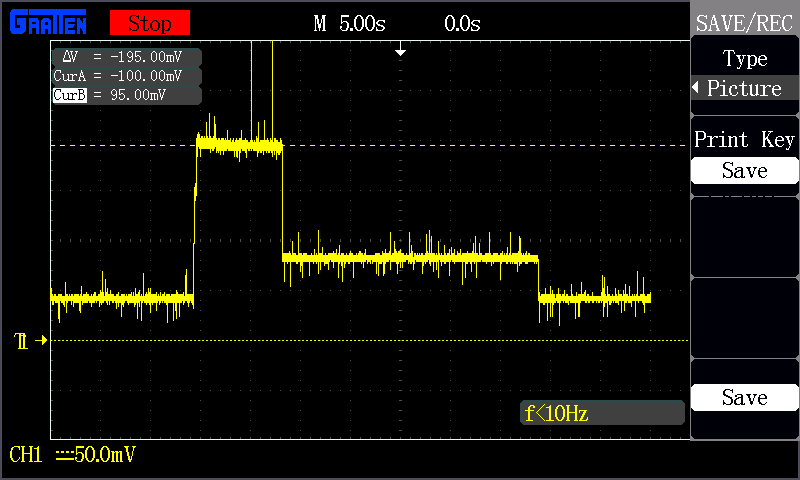 GRATTEN Stop M 5.00s 0.0s SAVE/REC
ΔV = -195.00mV
CurA = -100.00mV
CurB = 95.00mV
Type
Picture
Print Key
Save
Save
f<10Hz
CH1 50.0mV